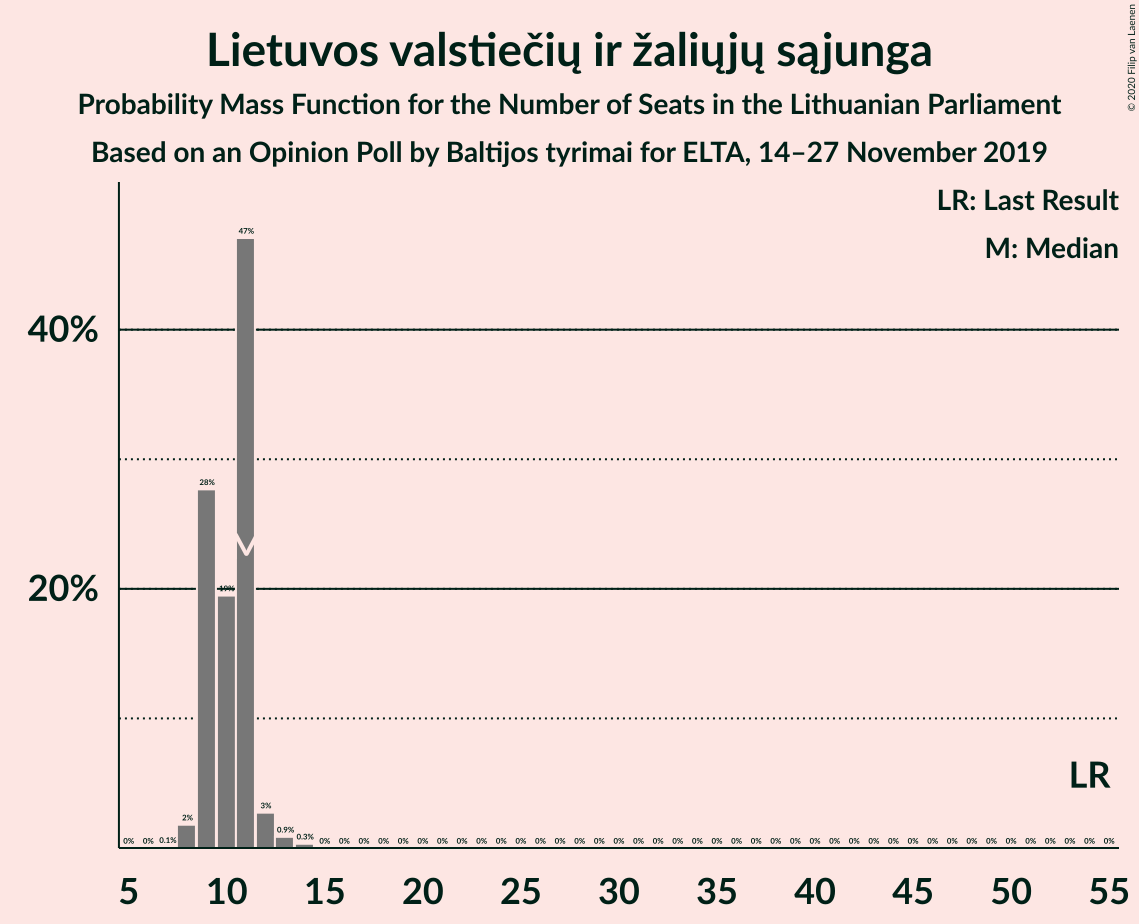 Lietuvos valstiečių ir žaliųjų sąjunga
Probability Mass Function for the Number of Seats in the Lithuanian Parliament
Based on an Opinion Poll by Baltijos tyrimai for ELTA, 14–27 November 2019
© 2020 Filip van Laenen
LR: Last Result
M: Median
47%
40%
28%
20%
19%
LR
2% 3% 0.9% 0.3%
0% 0% 0.1% 0% 0% 0% 0% 0% 0% 0% 0% 0% 0% 0% 0% 0% 0% 0% 0% 0% 0% 0% 0% 0% 0% 0% 0% 0% 0% 0% 0% 0% 0% 0% 0% 0% 0% 0% 0% 0% 0% 0% 0% 0%
5 10 15 20 25 30 35 40 45 50 55